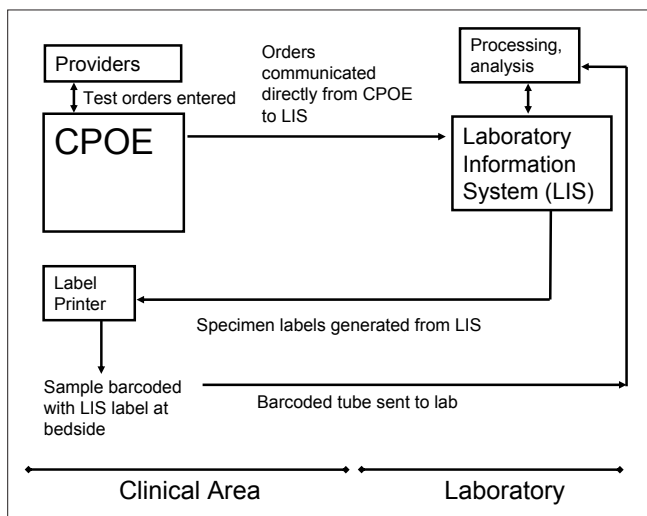 Providers
Test orders entered
CPOE
Orders
communicated
directly from CPOE
to LIS
Processing,
analysis
Laboratory
Information
System (LIS)
Label
Printer
Specimen labels generated from LIS
Sample barcoded
with LIS label at
bedside
Barcoded tube sent to lab
Clinical Area
Laboratory